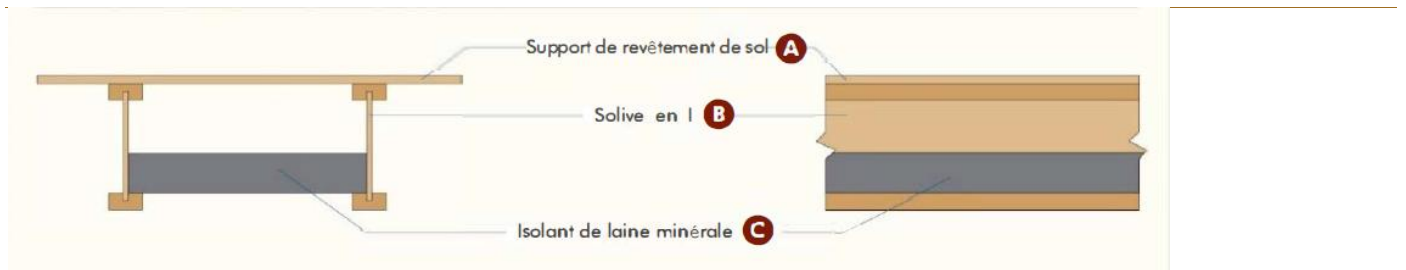 Support de revêtement de sol A
Solive en I B
Isolant de laine minérale C